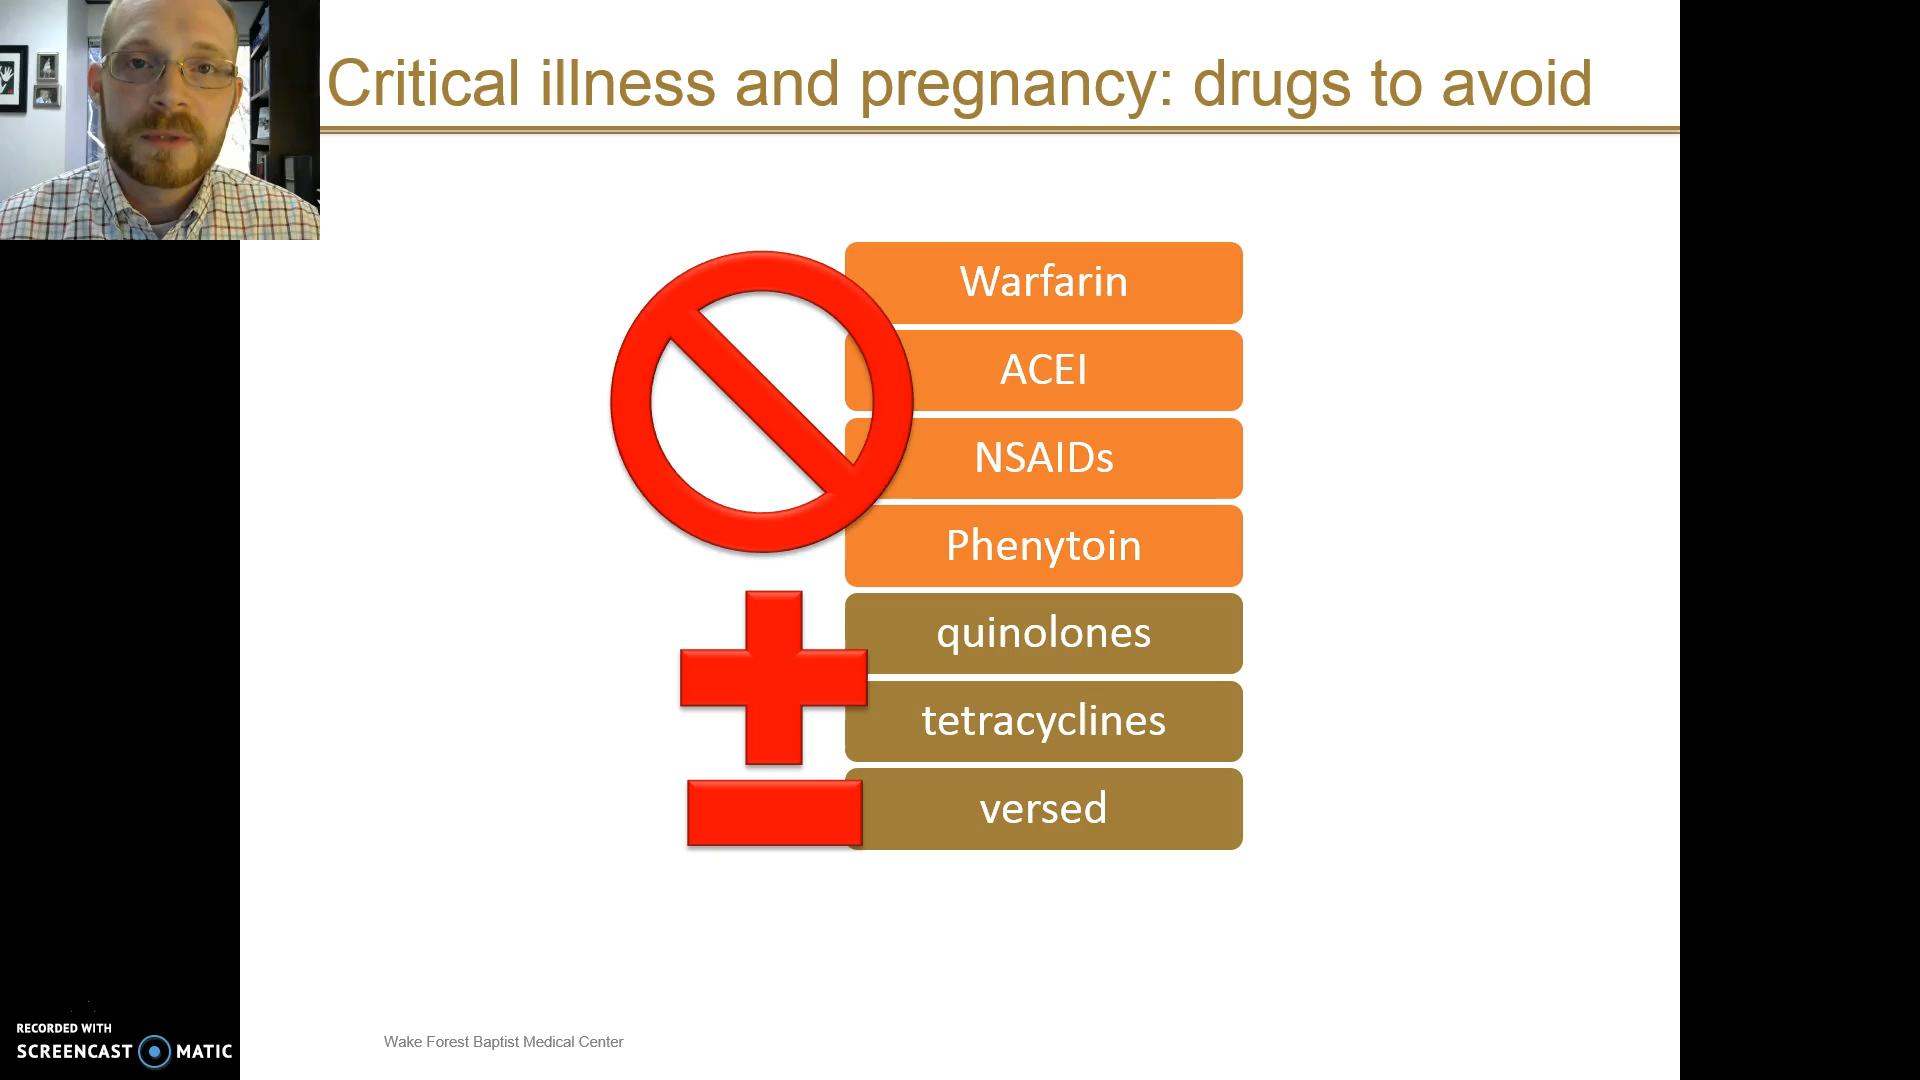 Critical illness and pregnancy: drugs to avoid
Warfarin
ACEI
NSAIDs
Phenytoin
quinolones
tetracyclines
versed
Wake Forest Baptist Medical Center
RECORDED WITH
SCREENCAST MATIC